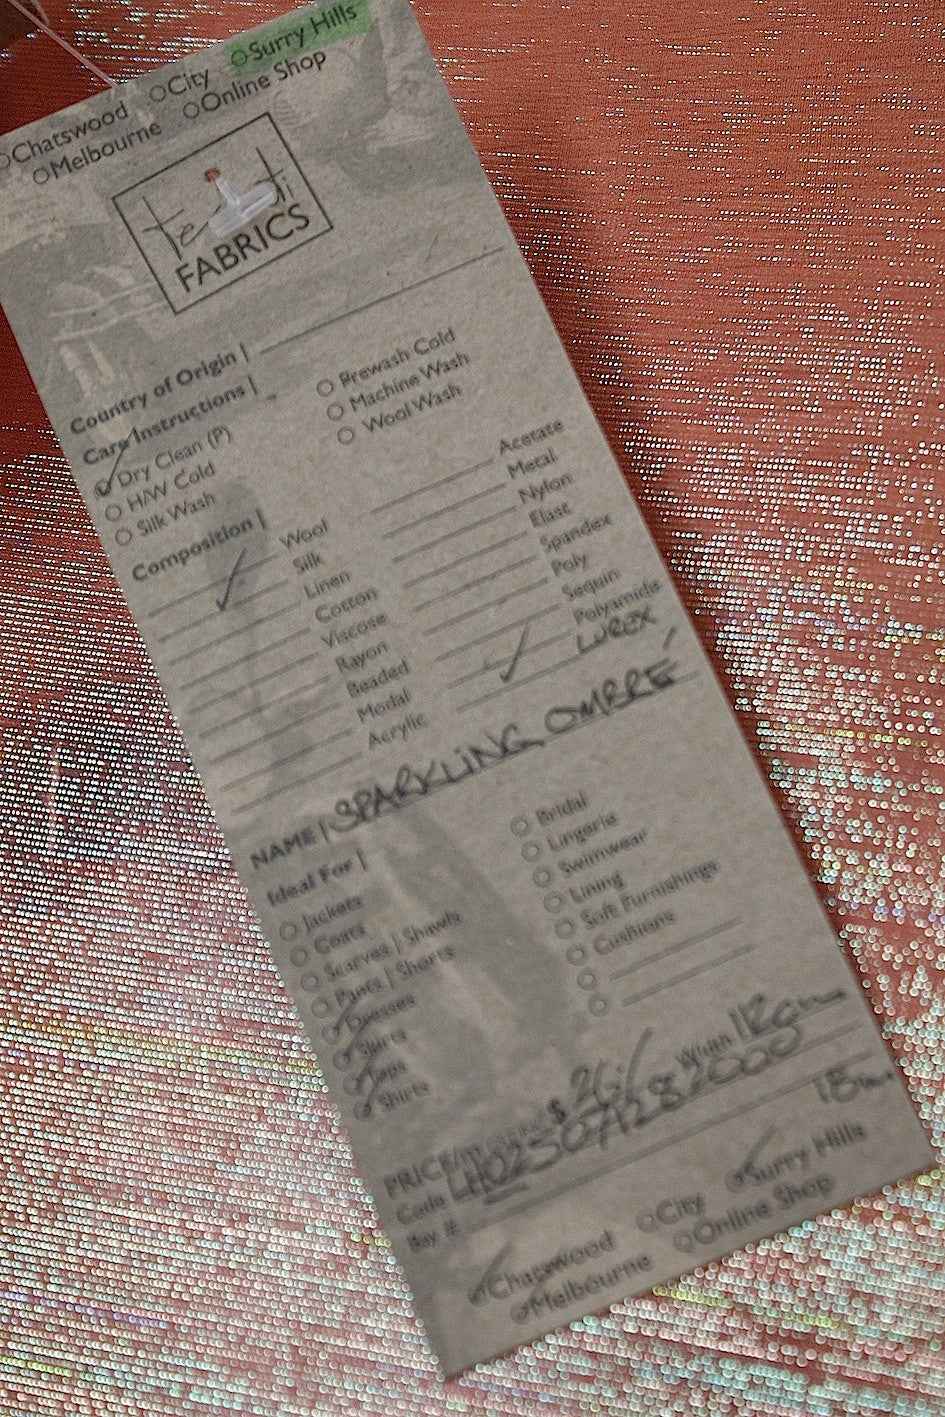 Chatswood City Surry Hills
Melbourne Online Shop
FABRICS
Country of Origin |
Care Instructions |
Dry Clean (P)
H/W Cold
Silk Wash
Prewash Cold
Machine Wash
Wool Wash
Composition |
Wool
Silk
Linen
Cotton
Viscose
Rayon
Beaded
Modal
Acrylic
Acetate
Metal
Nylon
Elast
Spandex
Poly
Sequin
Polyamide
LUREX
NAME | SPARKLING OMBRÉ
Ideal For |
Jackets
Coats
Scarves | Shawls
Pants | Shorts
Dresses
Skirts
Tops
Shirts
Bridal
Lingerie
Swimwear
Lining
Soft Furnishings
Cushions
PRICE/m $ Width
Code
Bay #
Chatswood City Surry Hills
Melbourne Online Shop